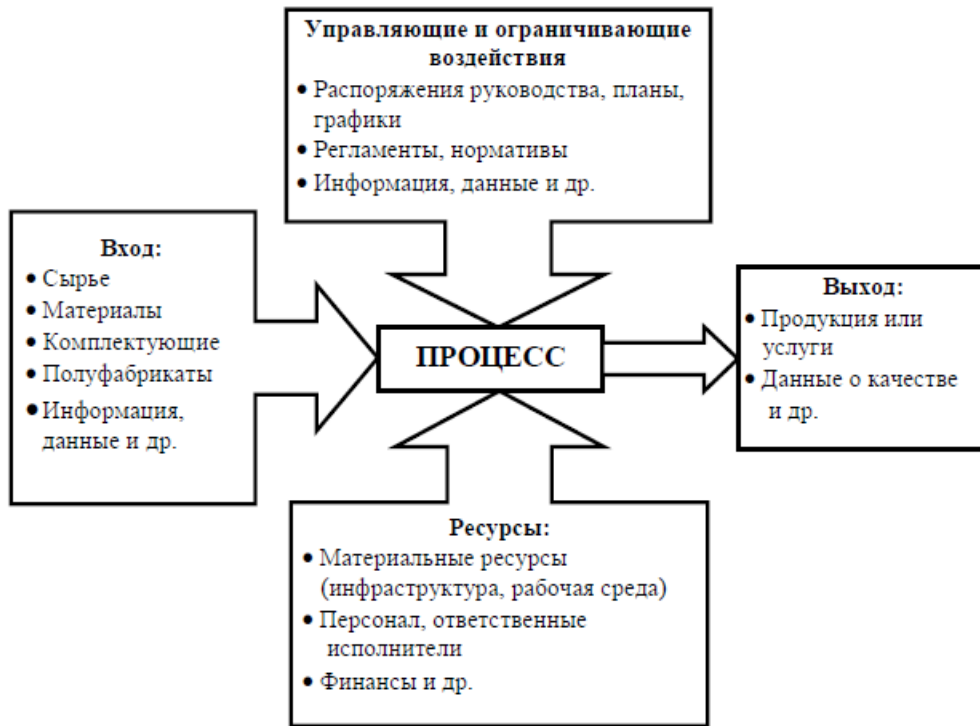 Управляющие и ограничивающие
воздействия
• Распоряжения руководства, планы,
графики
• Регламенты, нормативы
• Информация, данные и др.
Вход:
• Сырье
• Материалы
• Комплектующие
• Полуфабрикаты
• Информация,
данные и др.
ПРОЦЕСС
Выход:
• Продукция или
услуги
• Данные о качестве
и др.
Ресурсы:
• Материальные ресурсы
(инфраструктура, рабочая среда)
• Персонал, ответственные
исполнители
• Финансы и др.